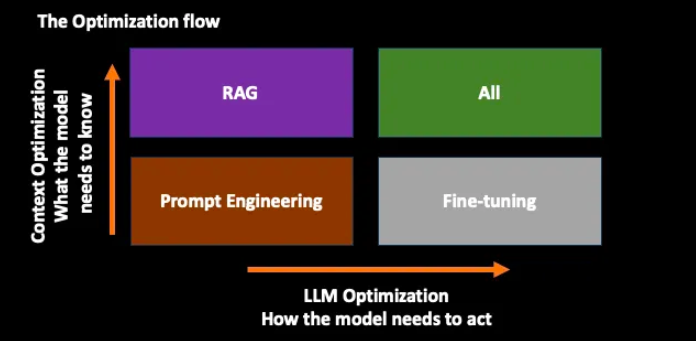 The Optimization flow
Context Optimization
What the model
needs to know
RAG
All
Prompt Engineering
Fine-tuning
LLM Optimization
How the model needs to act